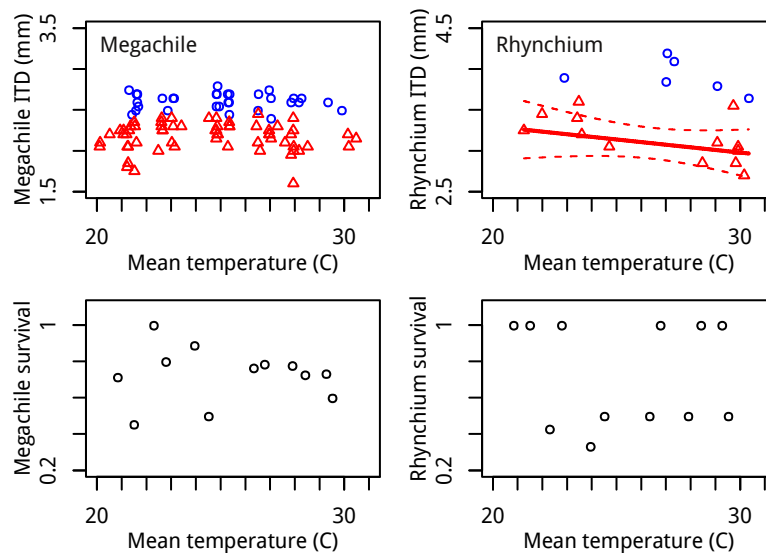 Megachile ITD (mm)
3.5
1.5
Megachile
20
30
Mean temperature (C)
Rhynchium ITD (mm)
4.5
2.5
Rhynchium
20
30
Mean temperature (C)
Megachile survival
1
0.2
20
30
Mean temperature (C)
Rhynchium survival
1
0.2
20
30
Mean temperature (C)